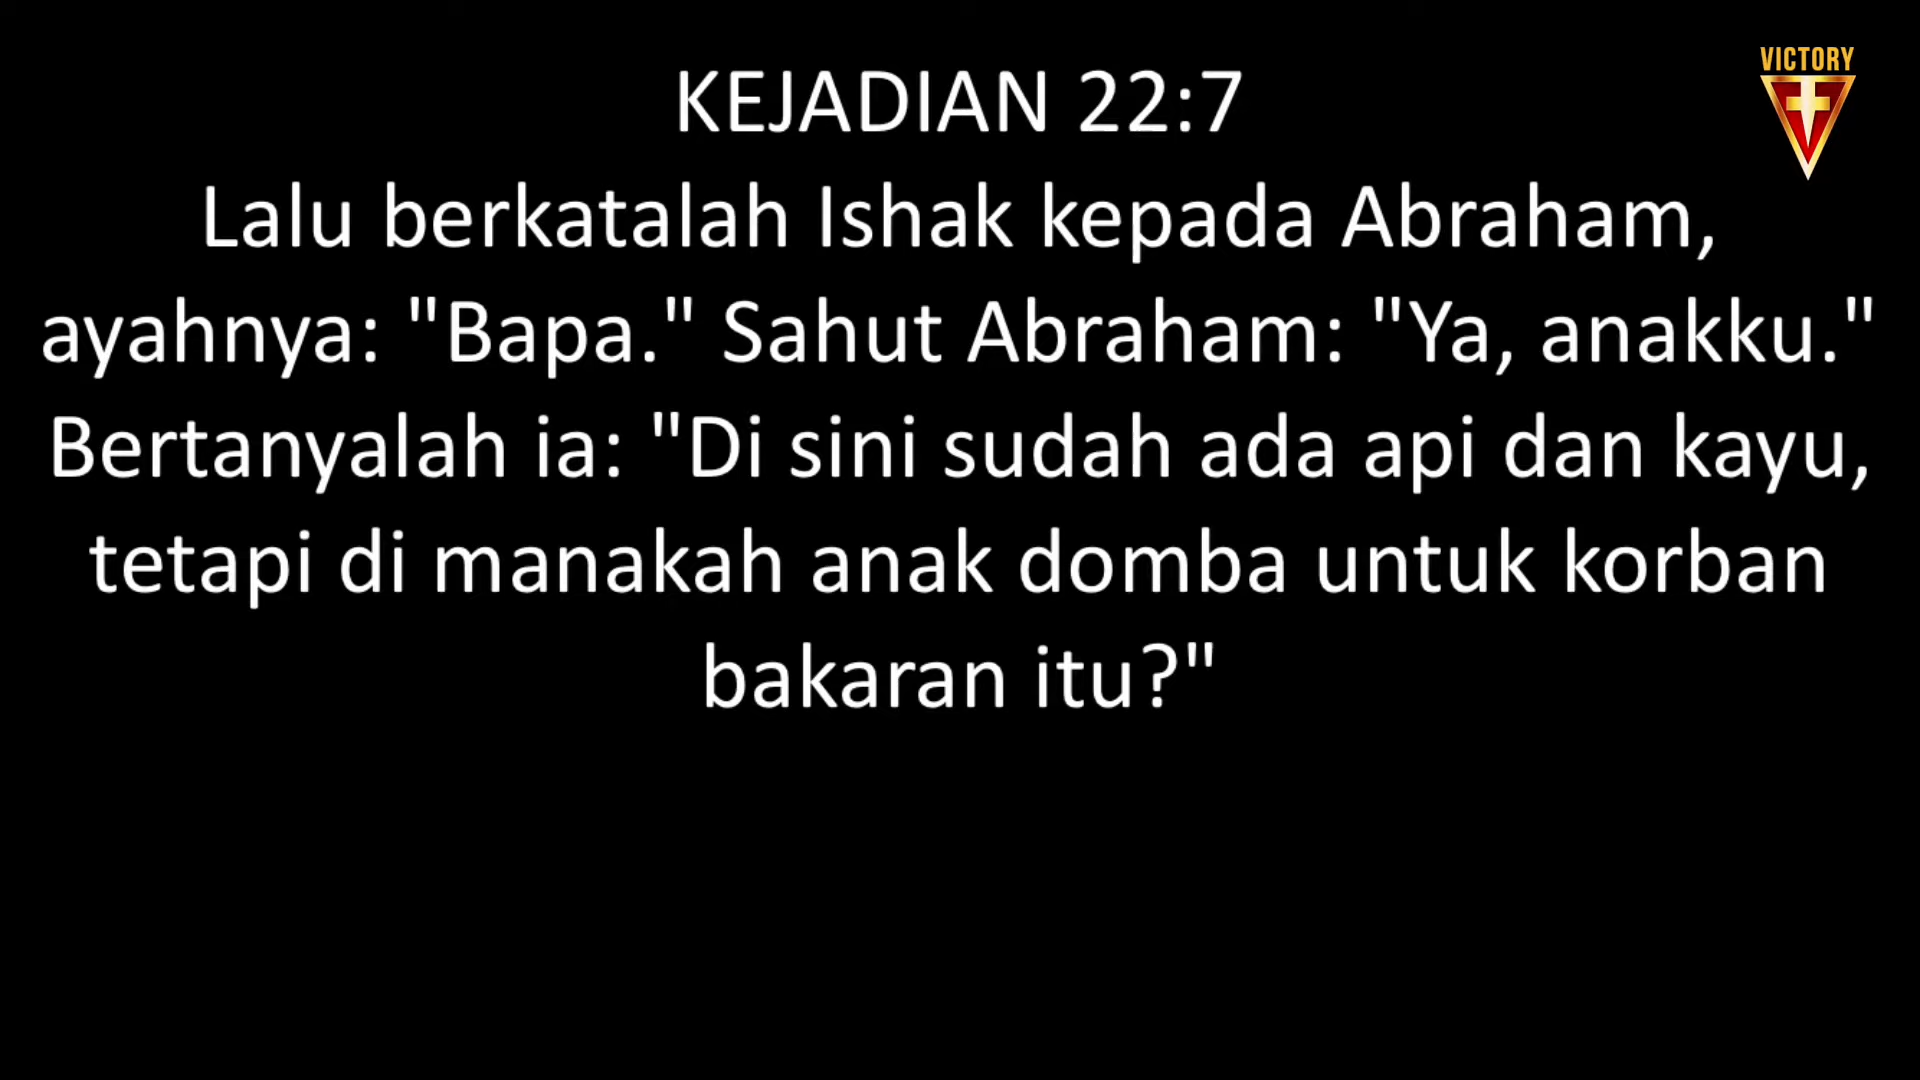 VICTORY
KEJADIAN 22:7
Lalu berkatalah Ishak kepada Abraham,
ayahnya: "Bapa." Sahut Abraham: "Ya, anakku."
Bertanyalah ia: "Di sini sudah ada api dan kayu,
tetapi di manakah anak domba untuk korban
bakaran itu?"